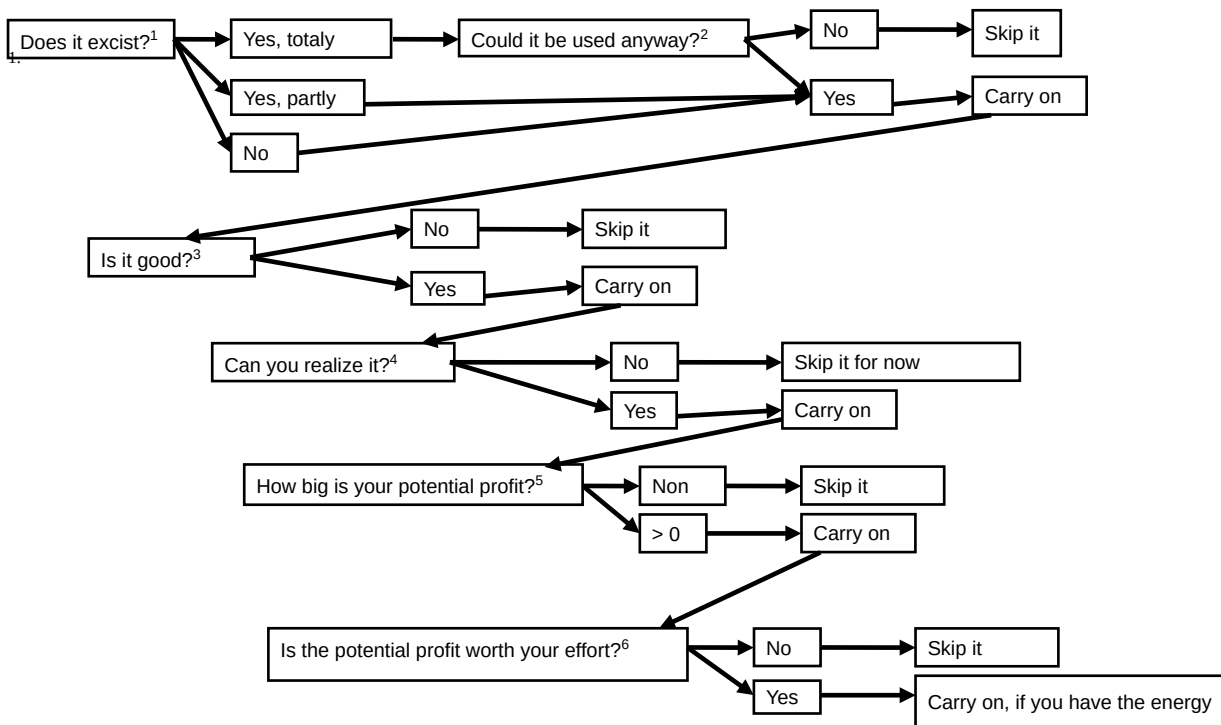 Does it excist?¹
1.
Yes, totaly
Could it be used anyway?²
No
Skip it
Yes, partly
Yes
Carry on
No
Is it good?³
No
Skip it
Yes
Carry on
Can you realize it?⁴
No
Skip it for now
Yes
Carry on
How big is your potential profit?⁵
Non
Skip it
> 0
Carry on
Is the potential profit worth your effort?⁶
No
Skip it
Yes
Carry on, if you have the energy